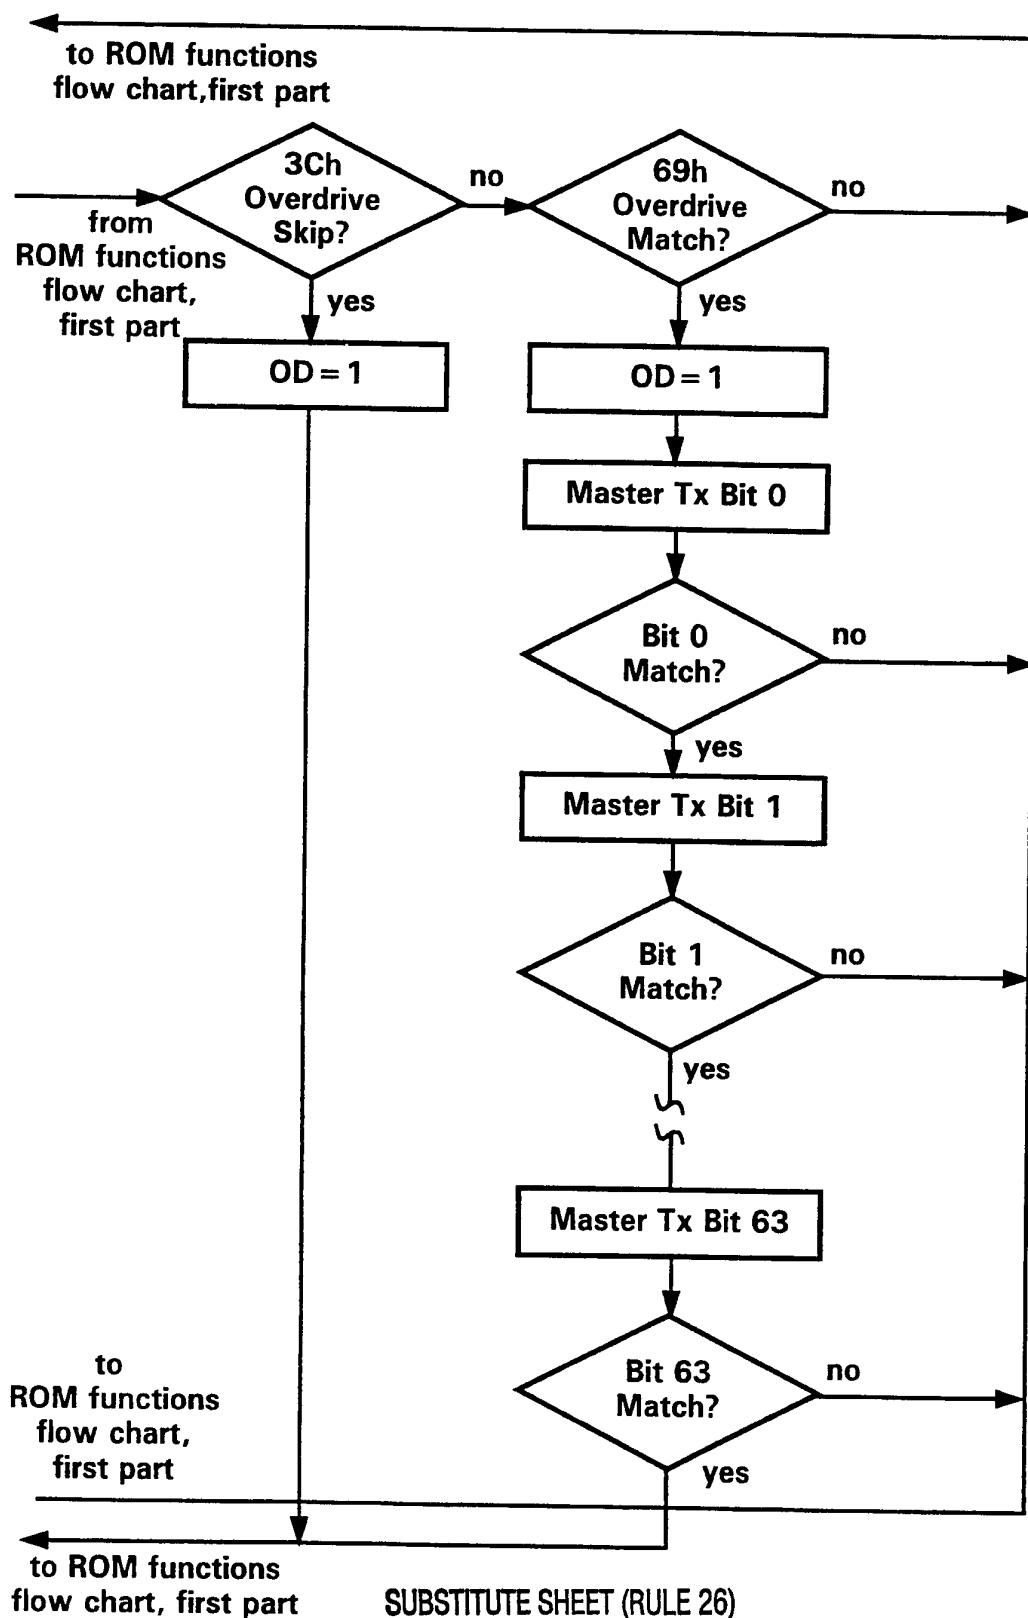 to ROM functions
flow chart,first part
3Ch
Overdrive
Skip?
no
69h
Overdrive
Match?
no
from
ROM functions
flow chart,
first part
yes
yes
OD = 1
OD = 1
Master Tx Bit 0
Bit 0
Match?
no
yes
Master Tx Bit 1
Bit 1
Match?
no
yes
Master Tx Bit 63
Bit 63
Match?
no
yes
to
ROM functions
flow chart,
first part
to ROM functions
flow chart, first part
SUBSTITUTE SHEET (RULE 26)